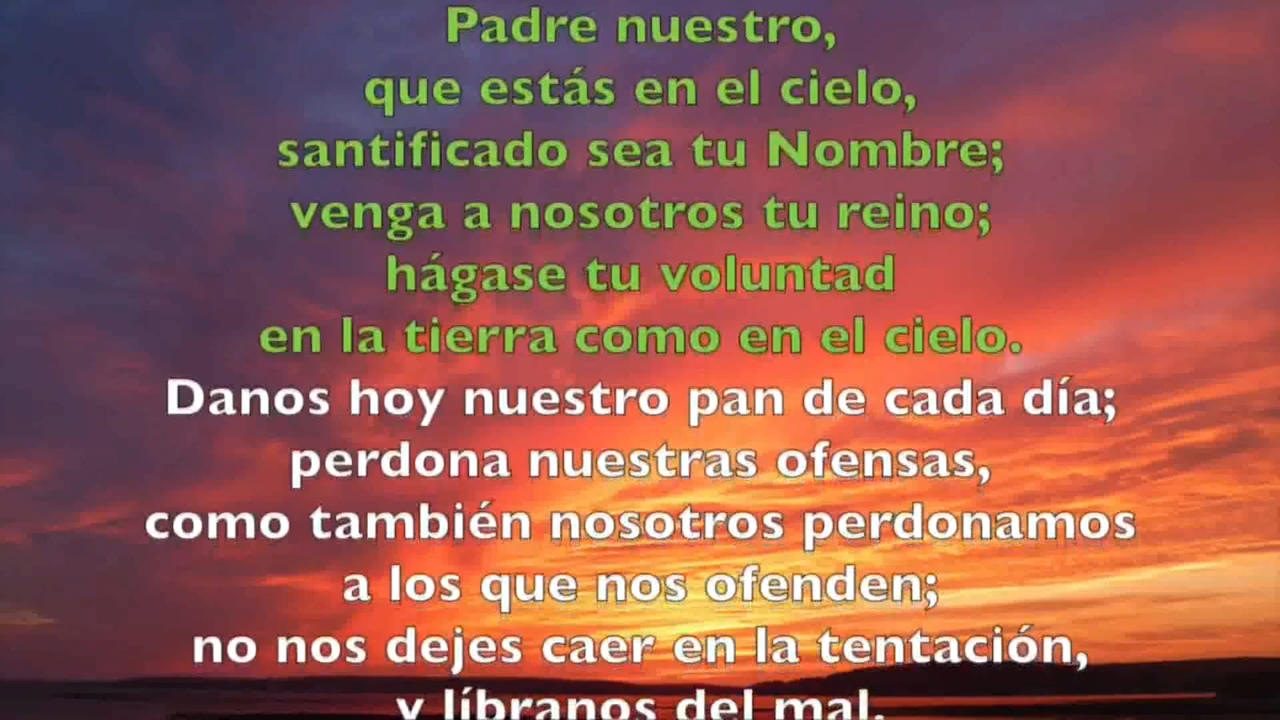 Padre nuestro,
que estás en el cielo,
santificado sea tu Nombre;
venga a nosotros tu reino;
hágase tu voluntad
en la tierra como en el cielo.
Danos hoy nuestro pan de cada día;
perdona nuestras ofensas,
como también nosotros perdonamos
a los que nos ofenden;
no nos dejes caer en la tentación,
y líbranos del mal.